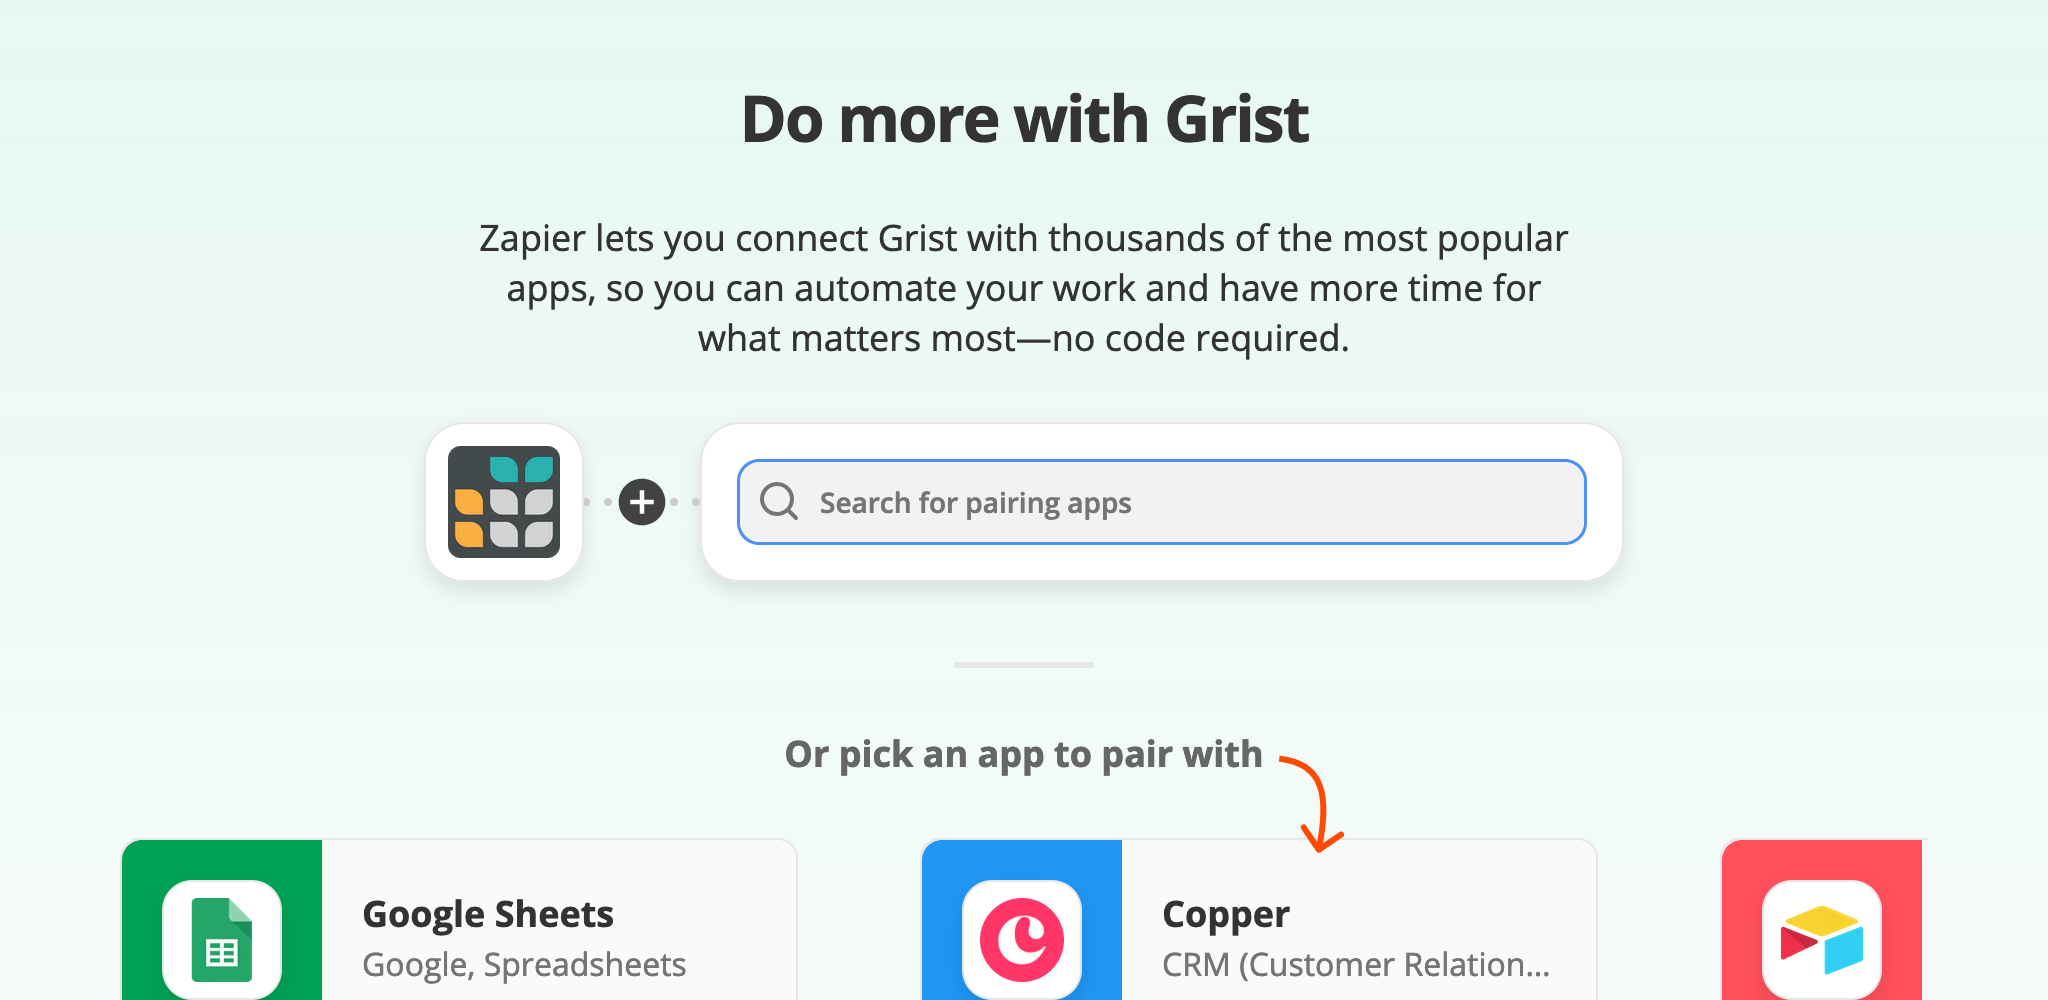 Do more with Grist
Zapier lets you connect Grist with thousands of the most popular
apps, so you can automate your work and have more time for
what matters most—no code required.
Search for pairing apps
Or pick an app to pair with
Google Sheets
Google, Spreadsheets
Copper
CRM (Customer Relation...